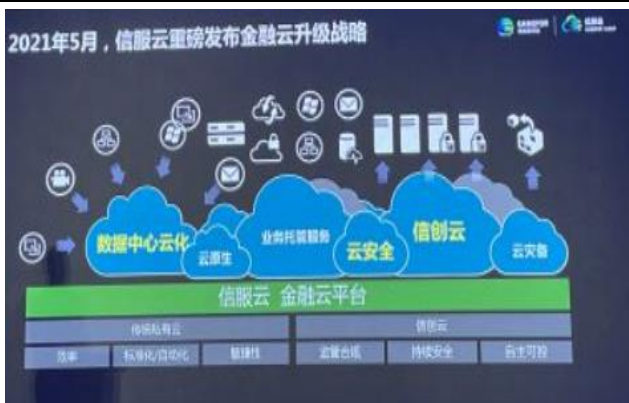 2021年5月，信服云重磅发布金融云升级战略
SANGFOR
信服云
数据中心云化
云原生
业务托管服务
云安全
信创云
云灾备
信服云 金融云平台
传统私有云
信创云
效率
标准化/自动化
敏捷性
监管合规
持续安全
自主可控